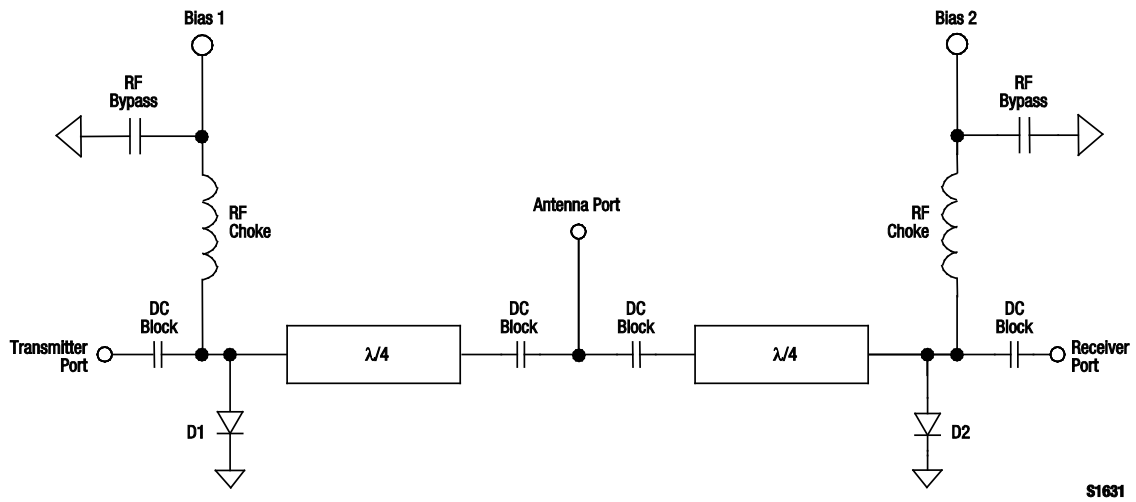 Bias 1
Bias 2
RF
Bypass
RF
Bypass
RF
Choke
Antenna Port
RF
Choke
DC
Block
DC
Block
DC
Block
DC
Block
Transmitter
Port
λ/4
λ/4
Receiver
Port
D1
D2
S1631